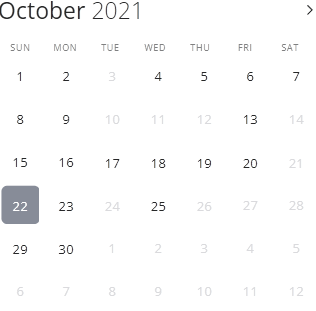 October 2021
SUN MON TUE WED THU FRI SAT
1 2 3 4 5 6 7
8 9 10 11 12 13 14
15 16 17 18 19 20 21
22 23 24 25 26 27 28
29 30 1 2 3 4 5
6 7 8 9 10 11 12